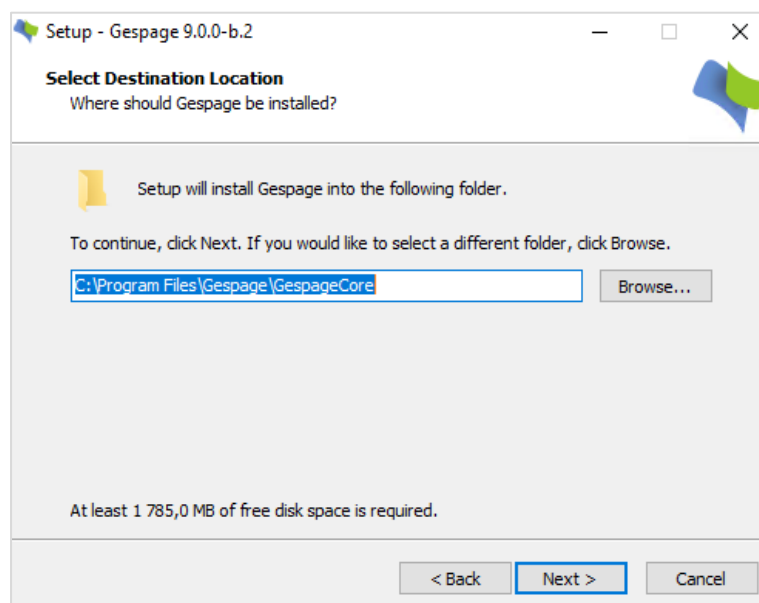 Setup - Gespage 9.0.0-b.2
Select Destination Location
Where should Gespage be installed?
Setup will install Gespage into the following folder.
To continue, click Next. If you would like to select a different folder, click Browse.
C:\Program Files\Gespage\GespageCore
Browse...
At least 1 785,0 MB of free disk space is required.
< Back
Next >
Cancel